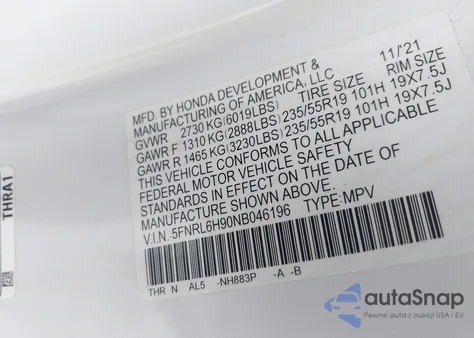 MFD. BY HONDA DEVELOPMENT &
MANUFACTURING OF AMERICA, LLC 11/21
GVWR 2730 KG (6019LBS) TIRE SIZE RIM SIZE
GAWR F 1310 KG (2888LBS) 235/55R19 101H 19X7.5J
GAWR R 1465 KG (3230LBS) 235/55R19 101H 19X7.5J
THIS VEHICLE CONFORMS TO ALL APPLICABLE
FEDERAL MOTOR VEHICLE SAFETY
STANDARDS IN EFFECT ON THE DATE OF
MANUFACTURE SHOWN ABOVE.
V.I.N.:5FNRL6H90NB046196 TYPE:MPV
THR N AL5 -NH883P -A -B
THRA1
autoSnap
Pewne auta z aukcji USA i EU